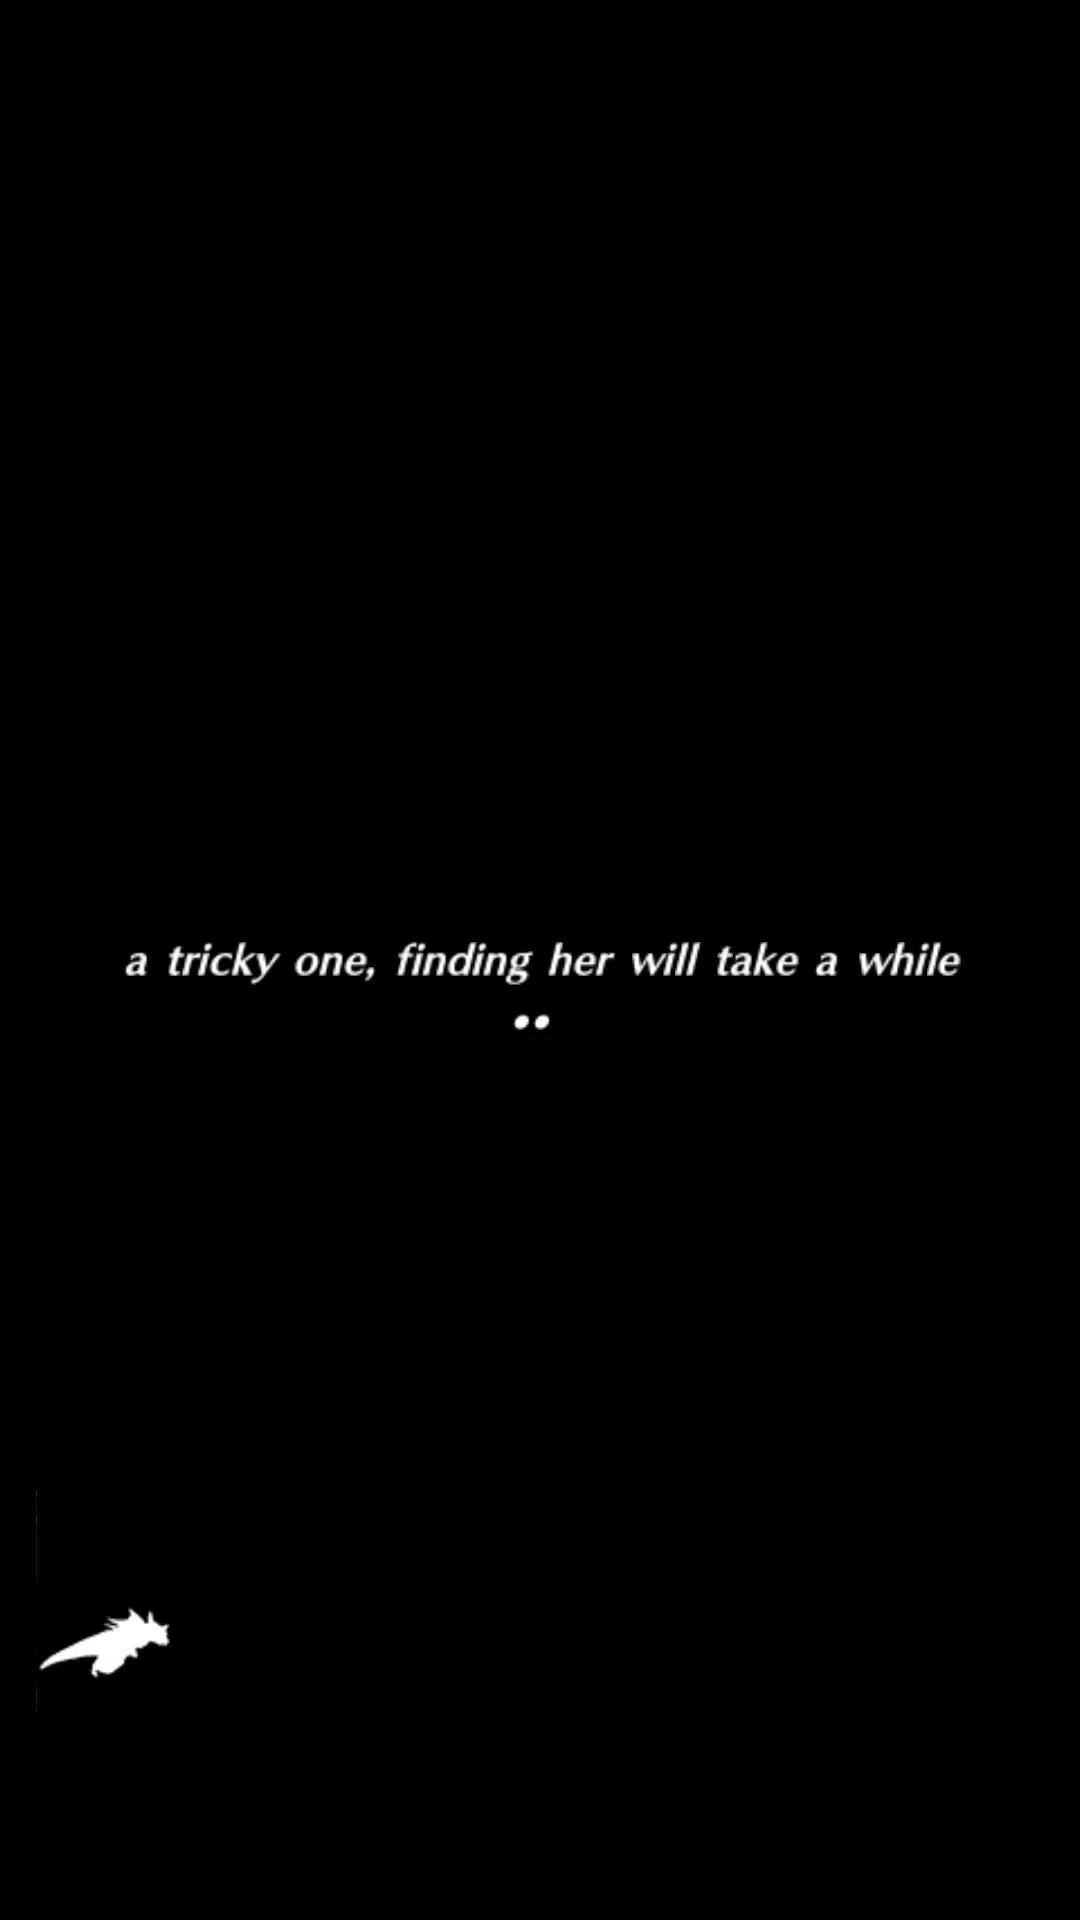 a tricky one, finding her will take a while
..